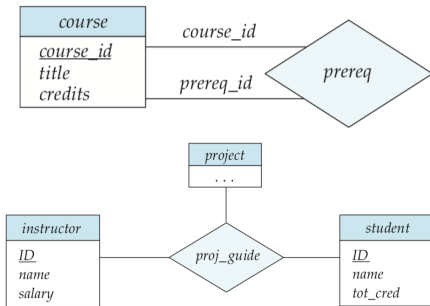 course
course_id
title
credits
course_id
prereq_id
prereq
project
. . .
instructor
ID
name
salary
proj_guide
student
ID
name
tot_cred